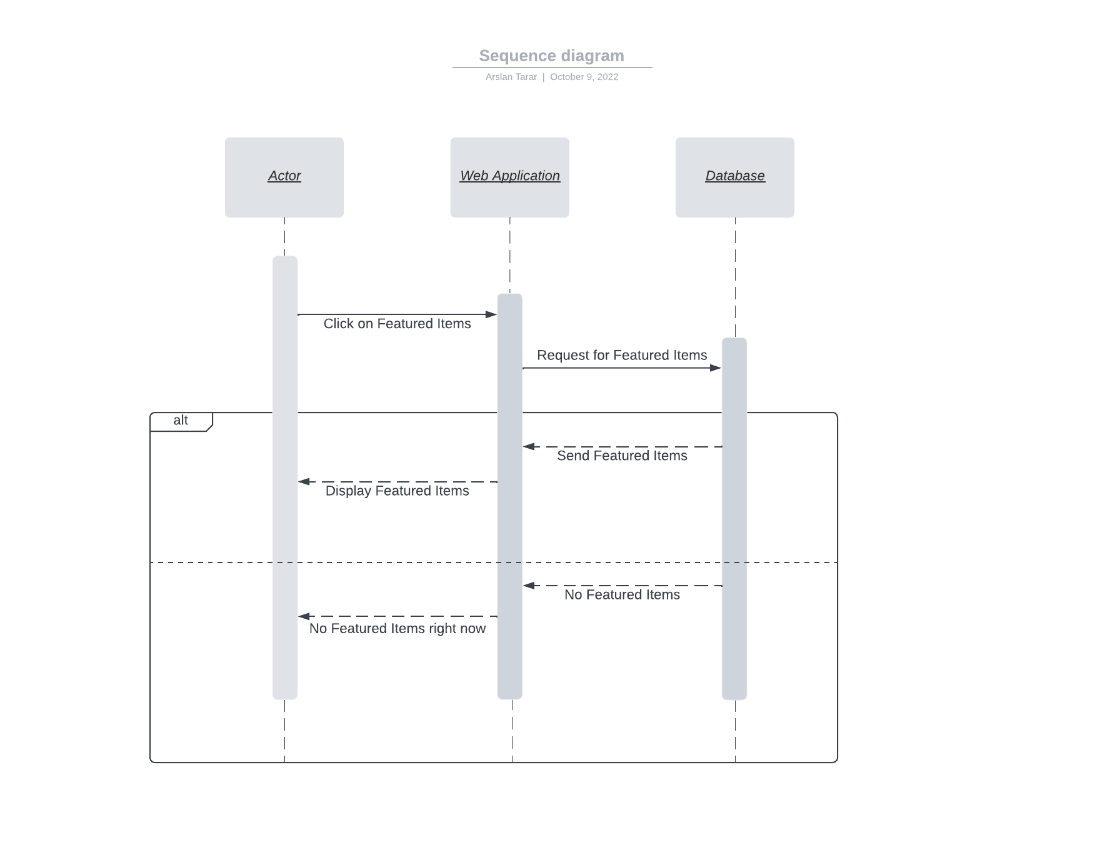 Sequence diagram
Arslan Tarar | October 9, 2022
Actor
Web Application
Database
Click on Featured Items
Request for Featured Items
alt
Send Featured Items
Display Featured Items
No Featured Items
No Featured Items right now